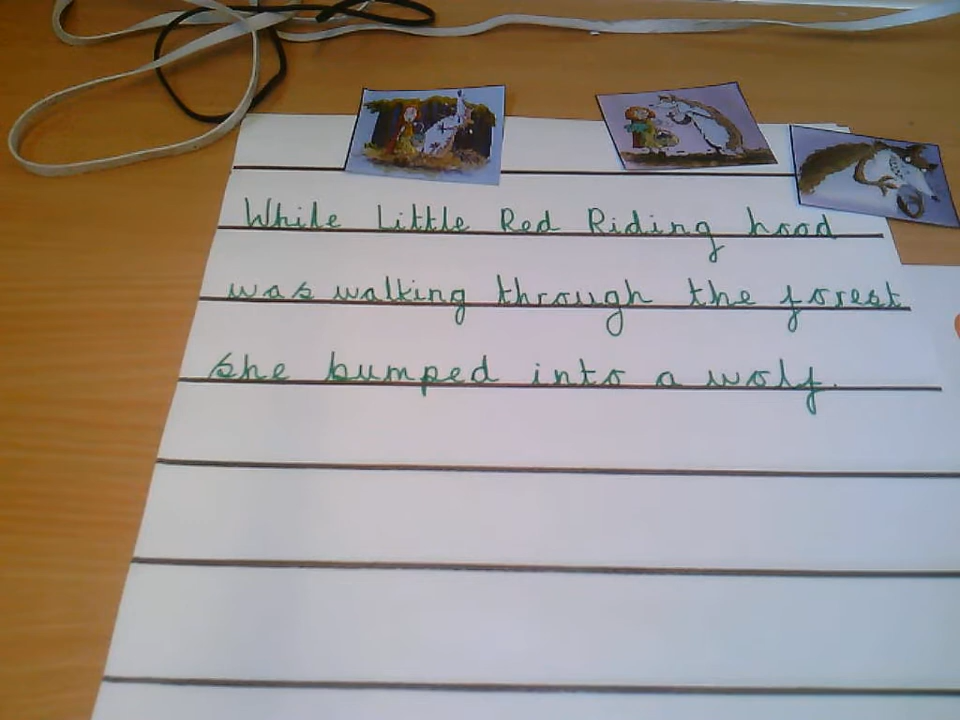 While Little Red Riding hood
was walking through the forest
she bumped into a wolf.